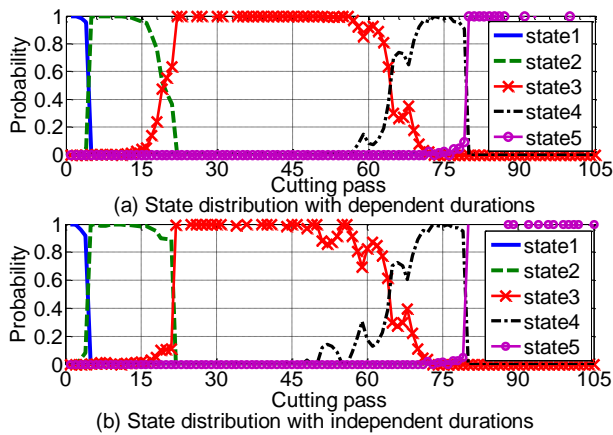 1
0.8
0.6
0.4
0.2
0
Probability
state1
state2
state3
state4
state5
0 15 30 45 60 75 90 105
Cutting pass
(a) State distribution with dependent durations
1
0.8
0.6
0.4
0.2
0
Probability
state1
state2
state3
state4
state5
0 15 30 45 60 75 90 105
Cutting pass
(b) State distribution with independent durations